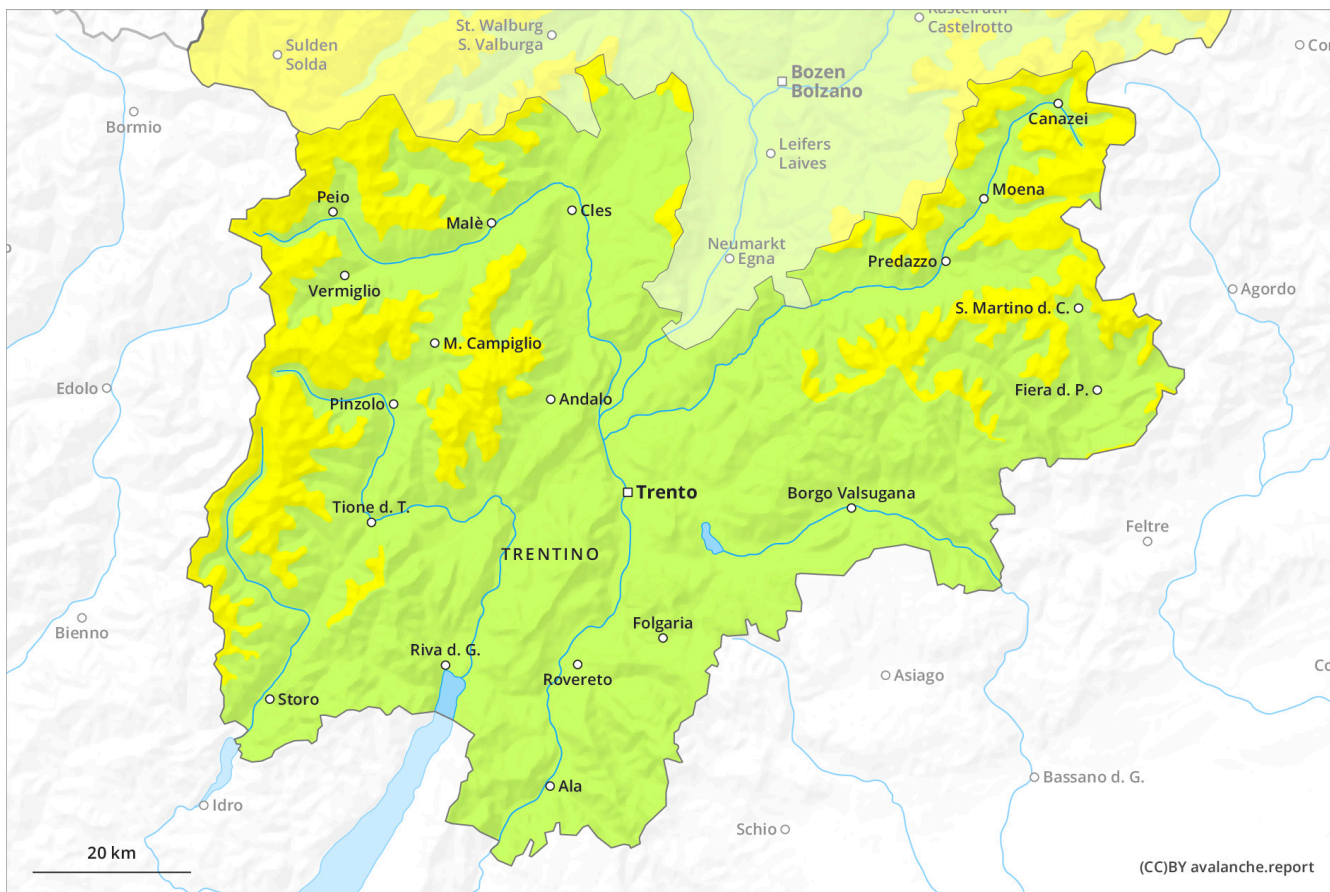 Kastelruth
Castelrotto
St. Walburg
S. Valburga
Sulden
Solda
Bozen
Bolzano
Bormio
Canazei
Leifers
Laives
Peio
Moena
Malè
Cles
Neumarkt
Egna
Predazzo
Vermiglio
Agordo
S. Martino d. C.
M. Campiglio
Edolo
Pinzolo
Andalo
Fiera d. P.
Trento
Borgo Valsugana
Tione d. T.
Feltre
TRENTINO
Bienno
Folgaria
Riva d. G.
Rovereto
Asiago
Storo
Bassano d. G.
Ala
Idro
Schio
20 km
(CC)BY avalanche.report